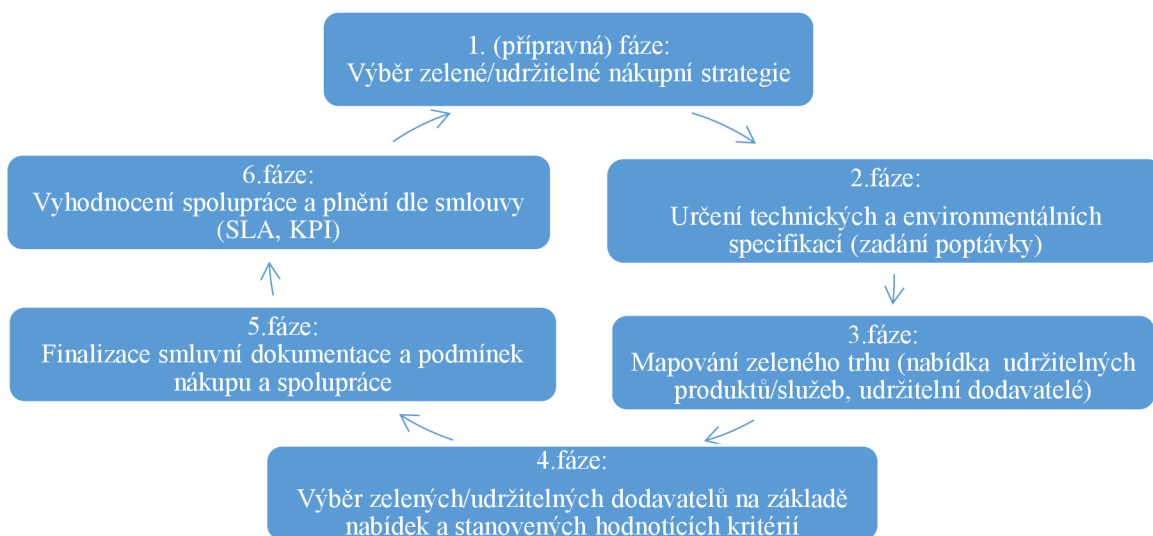 1. (přípravná) fáze:
Výběr zelené/udržitelné nákupní strategie
2.fáze:
Určení technických a environmentálních
specifikací (zadání poptávky)
3.fáze:
Mapování zeleného trhu (nabídka udržitelných
produktů/služeb, udržitelní dodavatelé)
4.fáze:
Výběr zelených/udržitelných dodavatelů na základě
nabídek a stanovených hodnotících kritérií
5.fáze:
Finalizace smluvní dokumentace a podmínek
nákupu a spolupráce
6.fáze:
Vyhodnocení spolupráce a plnění dle smlouvy
(SLA, KPI)